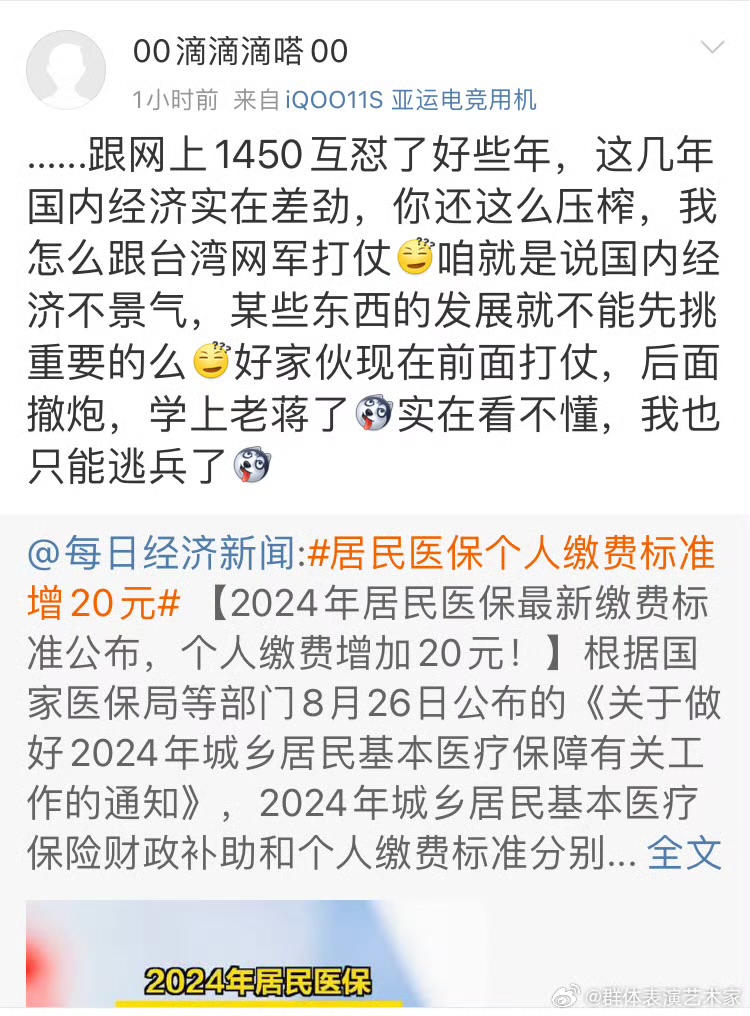 00滴滴滴嗒00
1小时前 来自iQOO11S 亚运电竞用机
......跟网上1450互怼了好些年，这几年
国内经济实在差劲，你还这么压榨，我
怎么跟台湾网军打仗咱就是说国内经
济不景气，某些东西的发展就不能先挑
重要的么好家伙现在前面打仗，后面
撤炮，学上老蒋了实在看不懂，我也
只能逃兵了
@每日经济新闻:#居民医保个人缴费标准
增20元#【2024年居民医保最新缴费标
准公布，个人缴费增加20元！】根据国
家医保局等部门8月26日公布的《关于做
好2024年城乡居民基本医疗保障有关工
作的通知》，2024年城乡居民基本医疗
保险财政补助和个人缴费标准分别... 全文
2024年居民医保
@群体表演艺术家